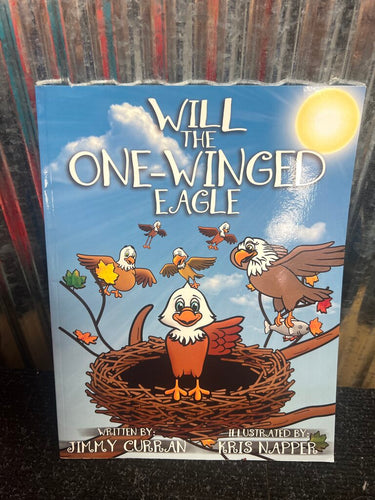 WILL
THE
ONE-WINGED
EAGLE
WRITTEN BY: ILLUSTRATED BY:
JIMMY CURRAN KRIS NAPPER